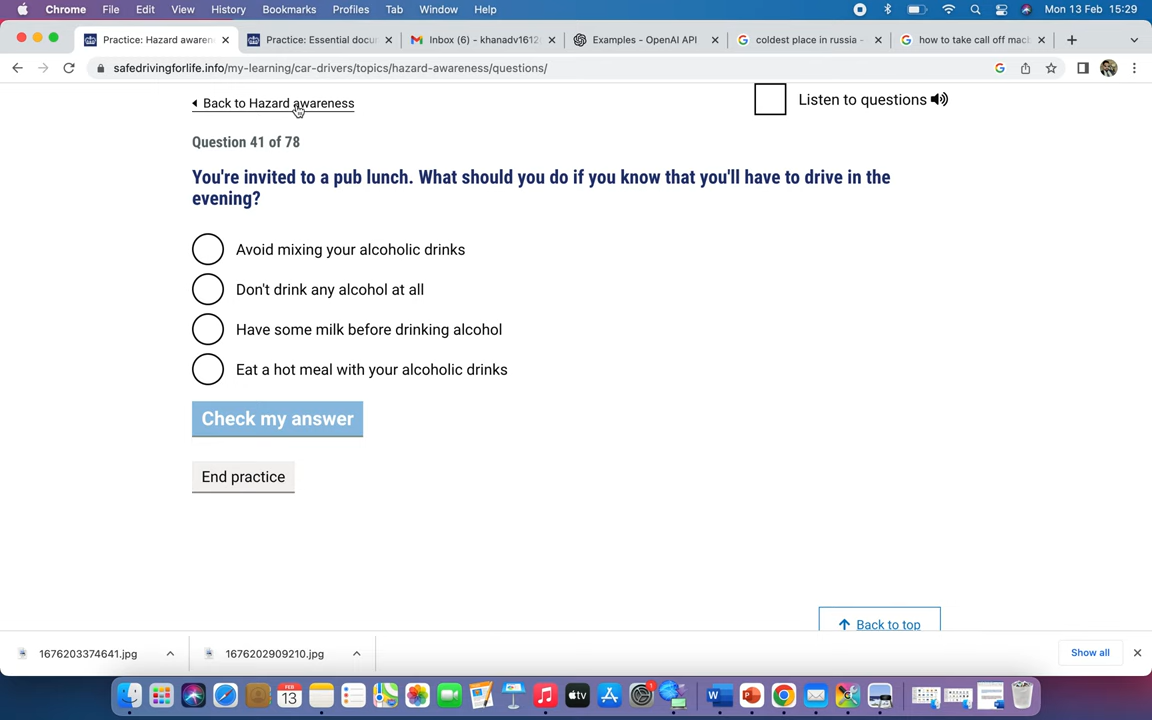 Chrome File Edit View History Bookmarks Profiles Tab Window Help Mon 13 Feb 15:29
Practice: Hazard awaren Practice: Essential docu Inbox (6) - khanadv1612 Examples - OpenAI API coldest place in russia - how to take call off mac
safedrivingforlife.info/my-learning/car-drivers/topics/hazard-awareness/questions/
Back to Hazard awareness Listen to questions
Question 41 of 78
You're invited to a pub lunch. What should you do if you know that you'll have to drive in the
evening?
Avoid mixing your alcoholic drinks
Don't drink any alcohol at all
Have some milk before drinking alcohol
Eat a hot meal with your alcoholic drinks
Check my answer
End practice
Back to top
1676203374641.jpg 1676202909210.jpg Show all
FEB
13 tv 1